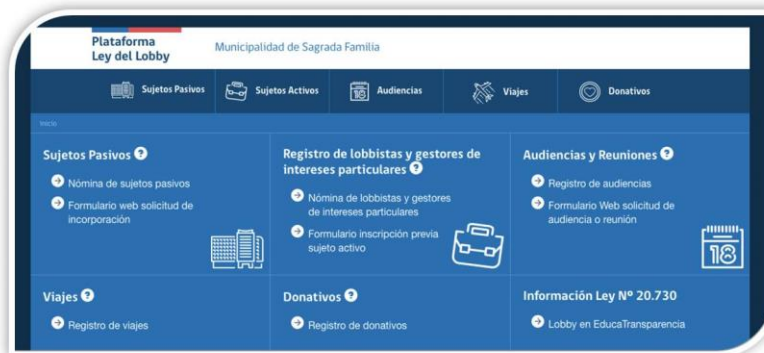 Plataforma
Ley del Lobby
Municipalidad de Sagrada Familia
Sujetos Pasivos
Sujetos Activos
18
Audiencias
Viajes
Donativos
Inicio
Sujetos Pasivos ?
Nómina de sujetos pasivos
Formulario web solicitud de
incorporación
Registro de lobbistas y gestores de
intereses particulares ?
Nómina de lobbistas y gestores
de intereses particulares
Formulario inscripción previa
sujeto activo
Audiencias y Reuniones ?
Registro de audiencias
Formulario Web solicitud de
audiencia o reunión
18
Viajes ?
Registro de viajes
Donativos ?
Registro de donativos
Información Ley Nº 20.730
Lobby en EducaTransparencia